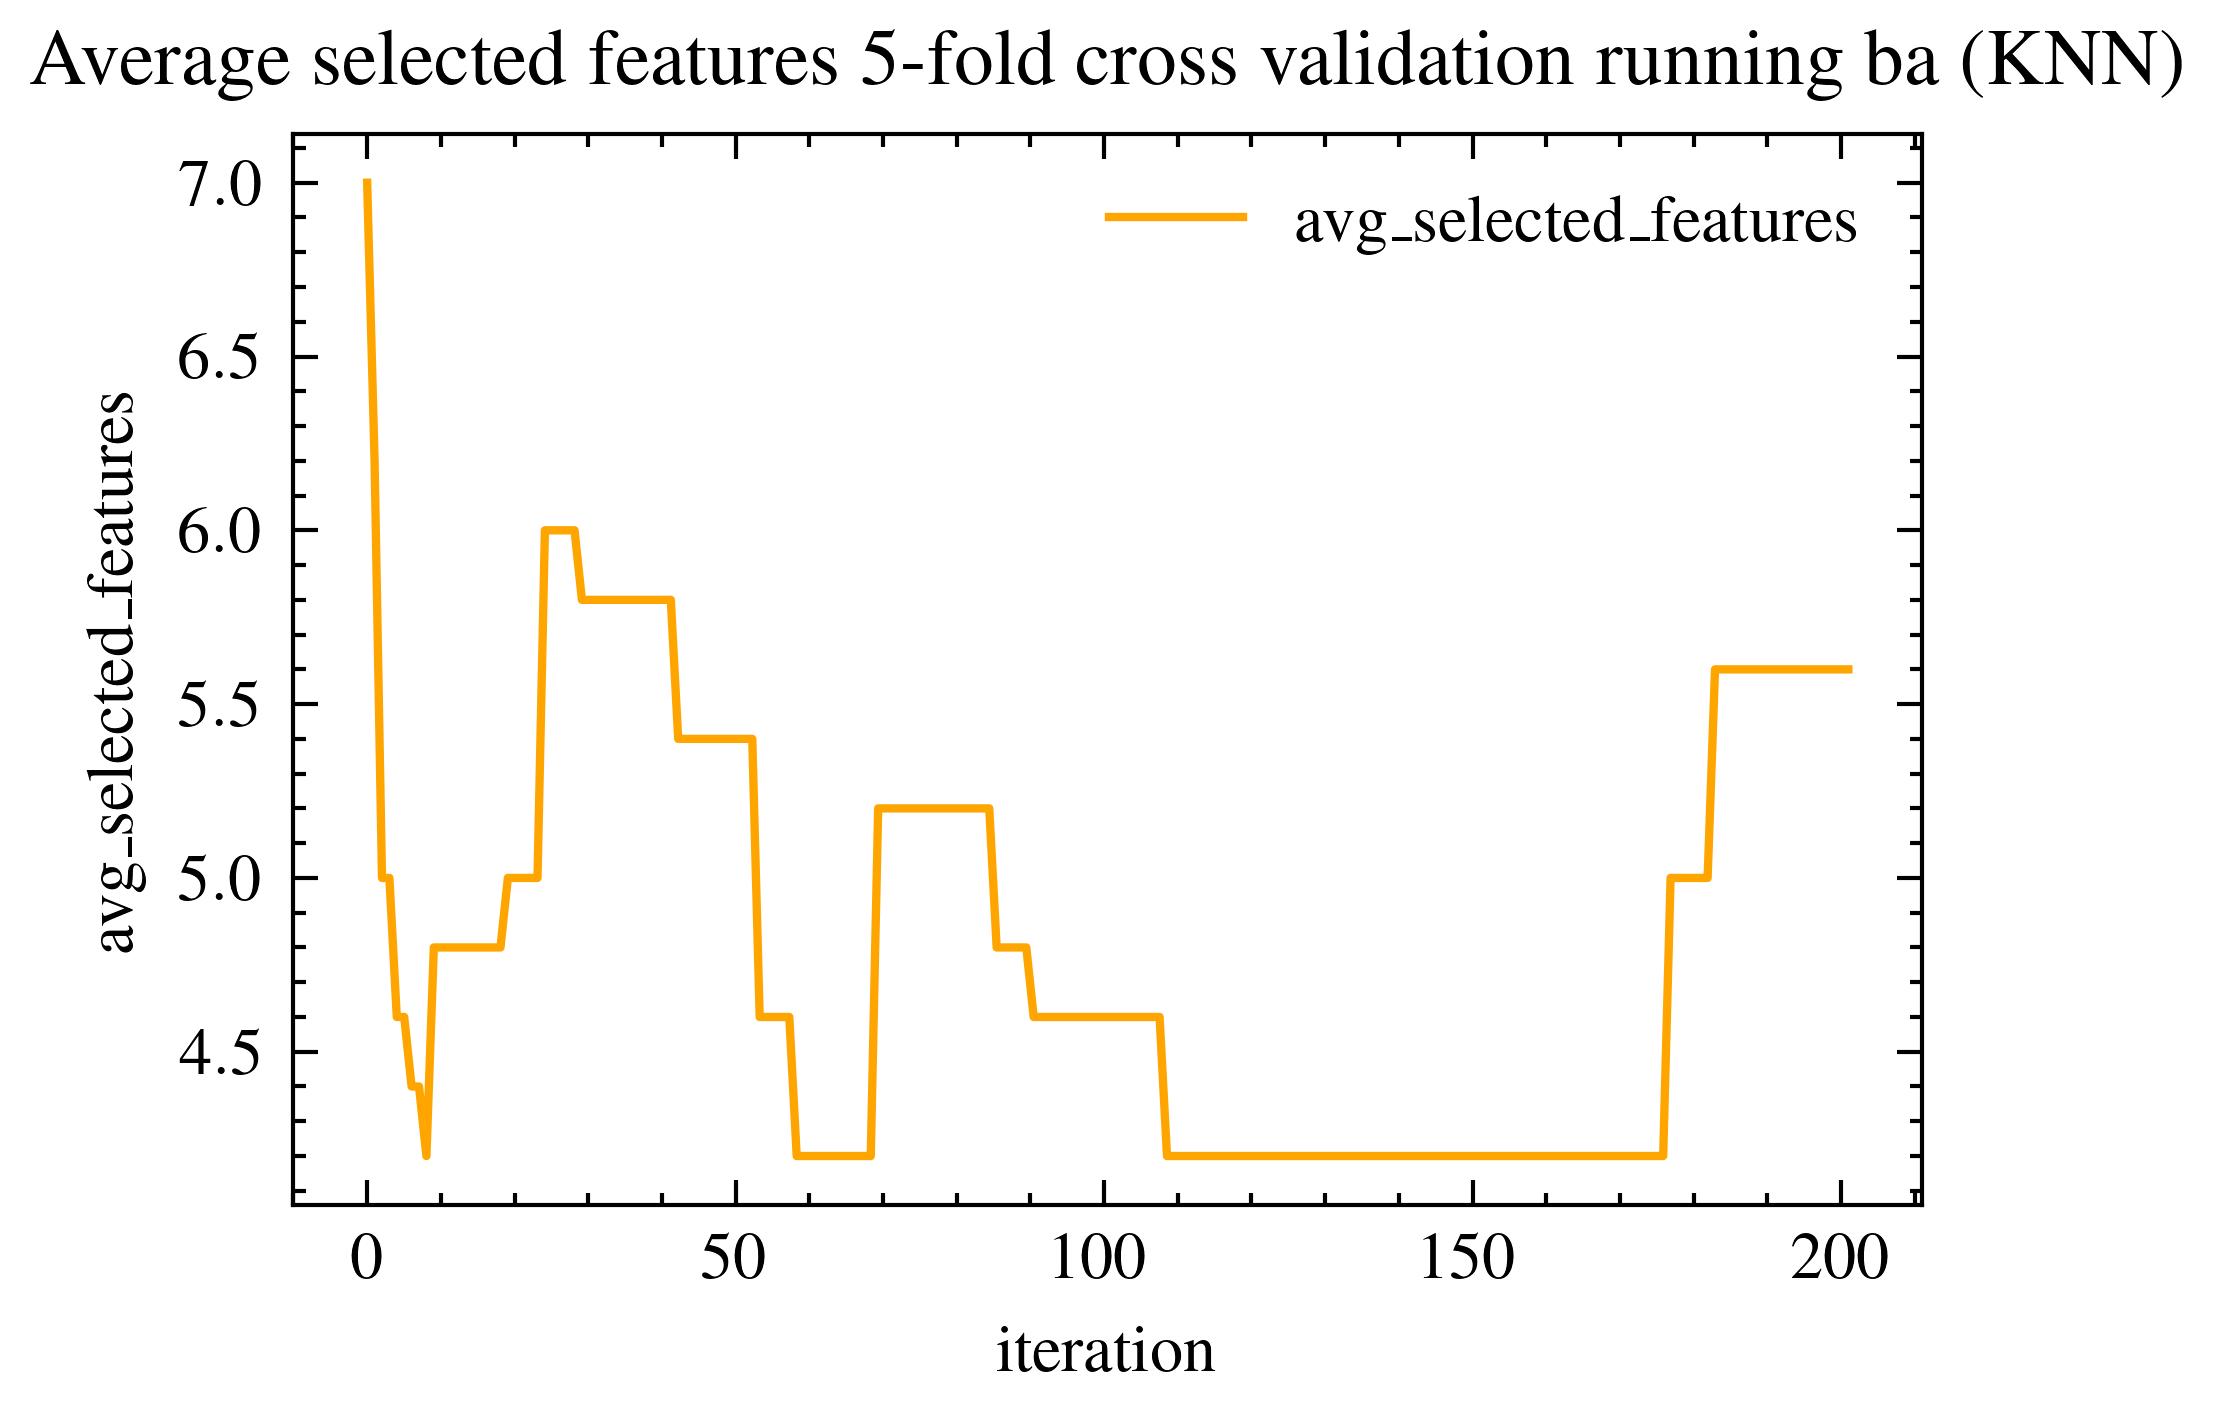 Average selected features 5-fold cross validation running ba (KNN)
avg_selected_features
avg_selected_features
7.0
6.5
6.0
5.5
5.0
4.5
0 50 100 150 200
iteration